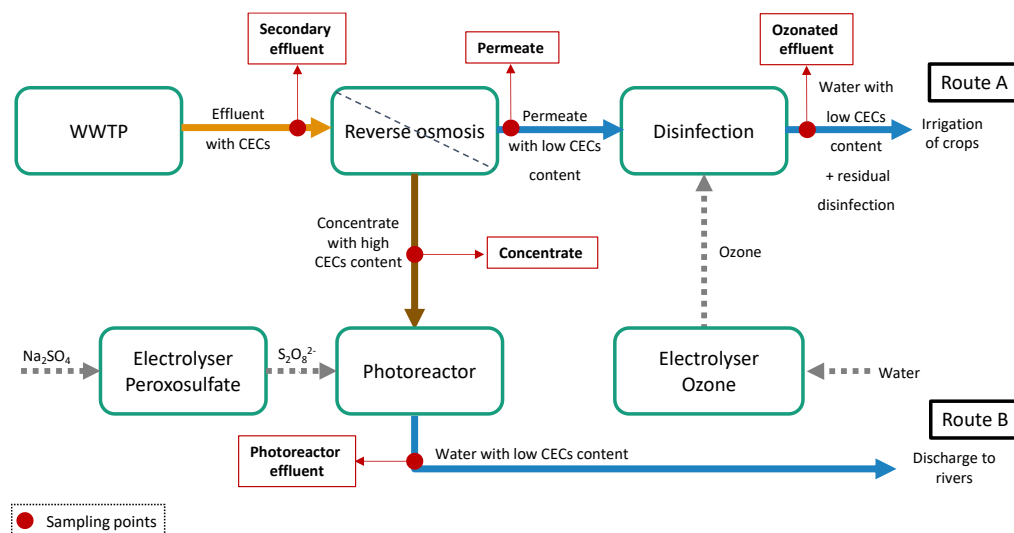 Secondary
effluent
Permeate
Ozonated
effluent
Route A
WWTP
Effluent
with CECs
Reverse osmosis
Permeate
with low CECs
content
Disinfection
Water with
low CECs
content
+ residual
disinfection
Irrigation
of crops
Concentrate
with high
CECs content
Concentrate
Ozone
Na₂SO₄
Electrolyser
Peroxosulfate
S₂O₈²⁻
Photoreactor
Electrolyser
Ozone
Water
Route B
Photoreactor
effluent
Water with low CECs content
Discharge to
rivers
Sampling points